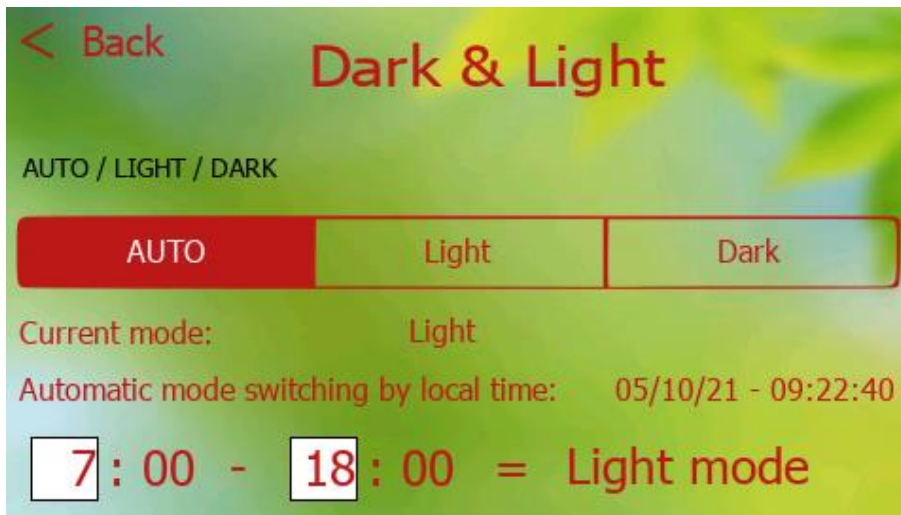 < Back
Dark & Light
AUTO / LIGHT / DARK
AUTO Light Dark
Current mode: Light
Automatic mode switching by local time: 05/10/21 - 09:22:40
7 : 00 - 18 : 00 = Light mode